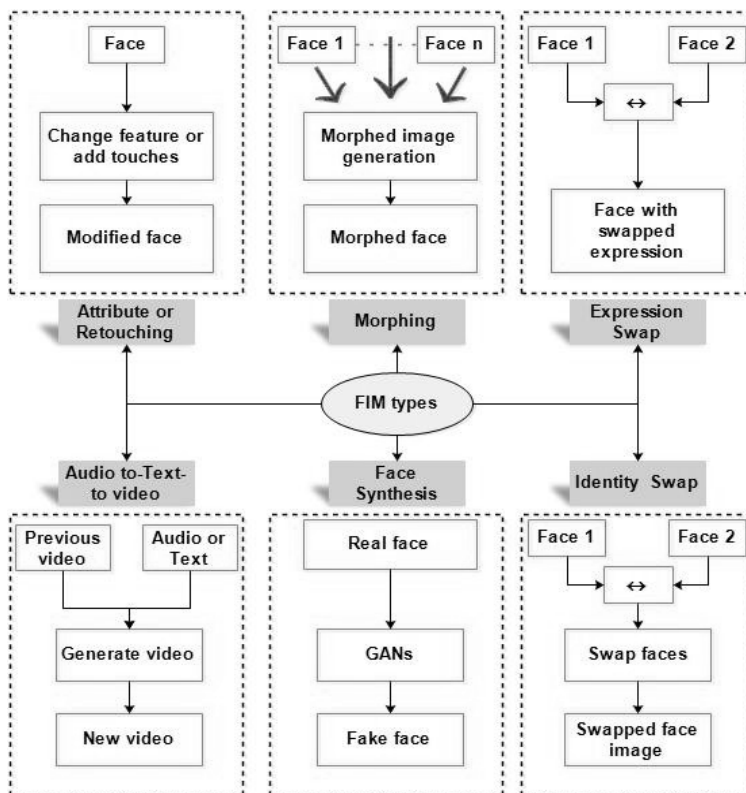 Face
Change feature or
add touches
Modified face
Attribute or
Retouching
Face 1
Face n
Morphed image
generation
Morphed face
Morphing
Face 1
Face 2
↔
Face with
swapped
expression
Expression
Swap
FIM types
Audio to-Text-
to video
Previous
video
Audio or
Text
Generate video
New video
Face
Synthesis
Real face
GANs
Fake face
Identity Swap
Face 1
Face 2
↔
Swap faces
Swapped face
image